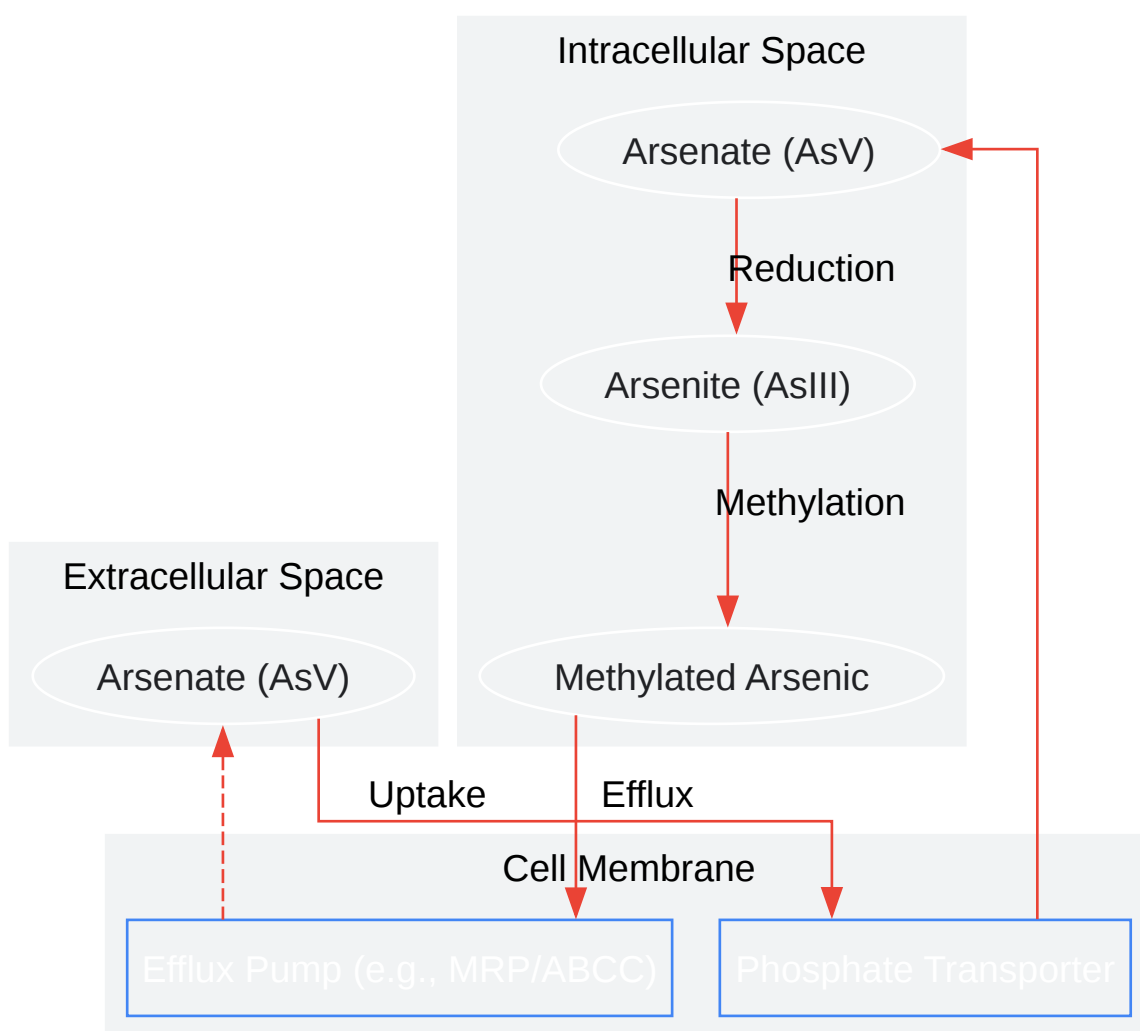 Intracellular Space
Arsenate (AsV)
Reduction
Arsenite (AsIII)
Methylation
Extracellular Space
Arsenate (AsV)
Methylated Arsenic
Uptake
Efflux
Cell Membrane
Efflux Pump (e.g., MRP/ABCC)
Phosphate Transporter